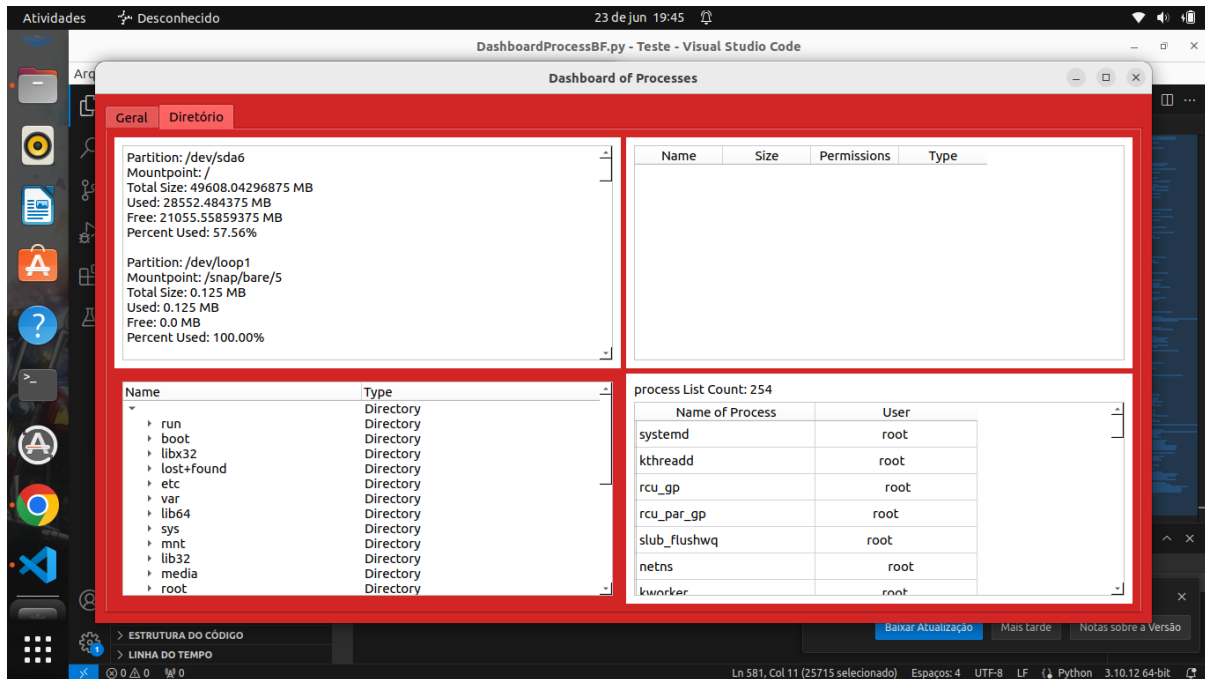 Atividades
Desconhecido
23 de jun 19:45
DashboardProcessBF.py - Teste - Visual Studio Code
Arq
Dashboard of Processes
Geral
Diretório
Partition: /dev/sda6
Mountpoint: /
Total Size: 49608.04296875 MB
Used: 28552.484375 MB
Free: 21055.55859375 MB
Percent Used: 57.56%
Partition: /dev/loop1
Mountpoint: /snap/bare/5
Total Size: 0.125 MB
Used: 0.125 MB
Free: 0.0 MB
Percent Used: 100.00%
Name Size Permissions Type
Name Type
Directory
run Directory
boot Directory
libx32 Directory
lost+found Directory
etc Directory
var Directory
lib64 Directory
sys Directory
mnt Directory
lib32 Directory
media Directory
root Directory
process List Count: 254
Name of Process User
systemd root
kthreadd root
rcu_gp root
rcu_par_gp root
slub_flushwq root
netns root
kworker root
Baixar Atualização
Mais tarde
Notas sobre a Versão
ESTRUTURA DO CÓDIGO
LINHA DO TEMPO
1
0 0 0
Ln 581, Col 11 (25715 selecionado) Espaços: 4 UTF-8 LF Python 3.10.12 64-bit